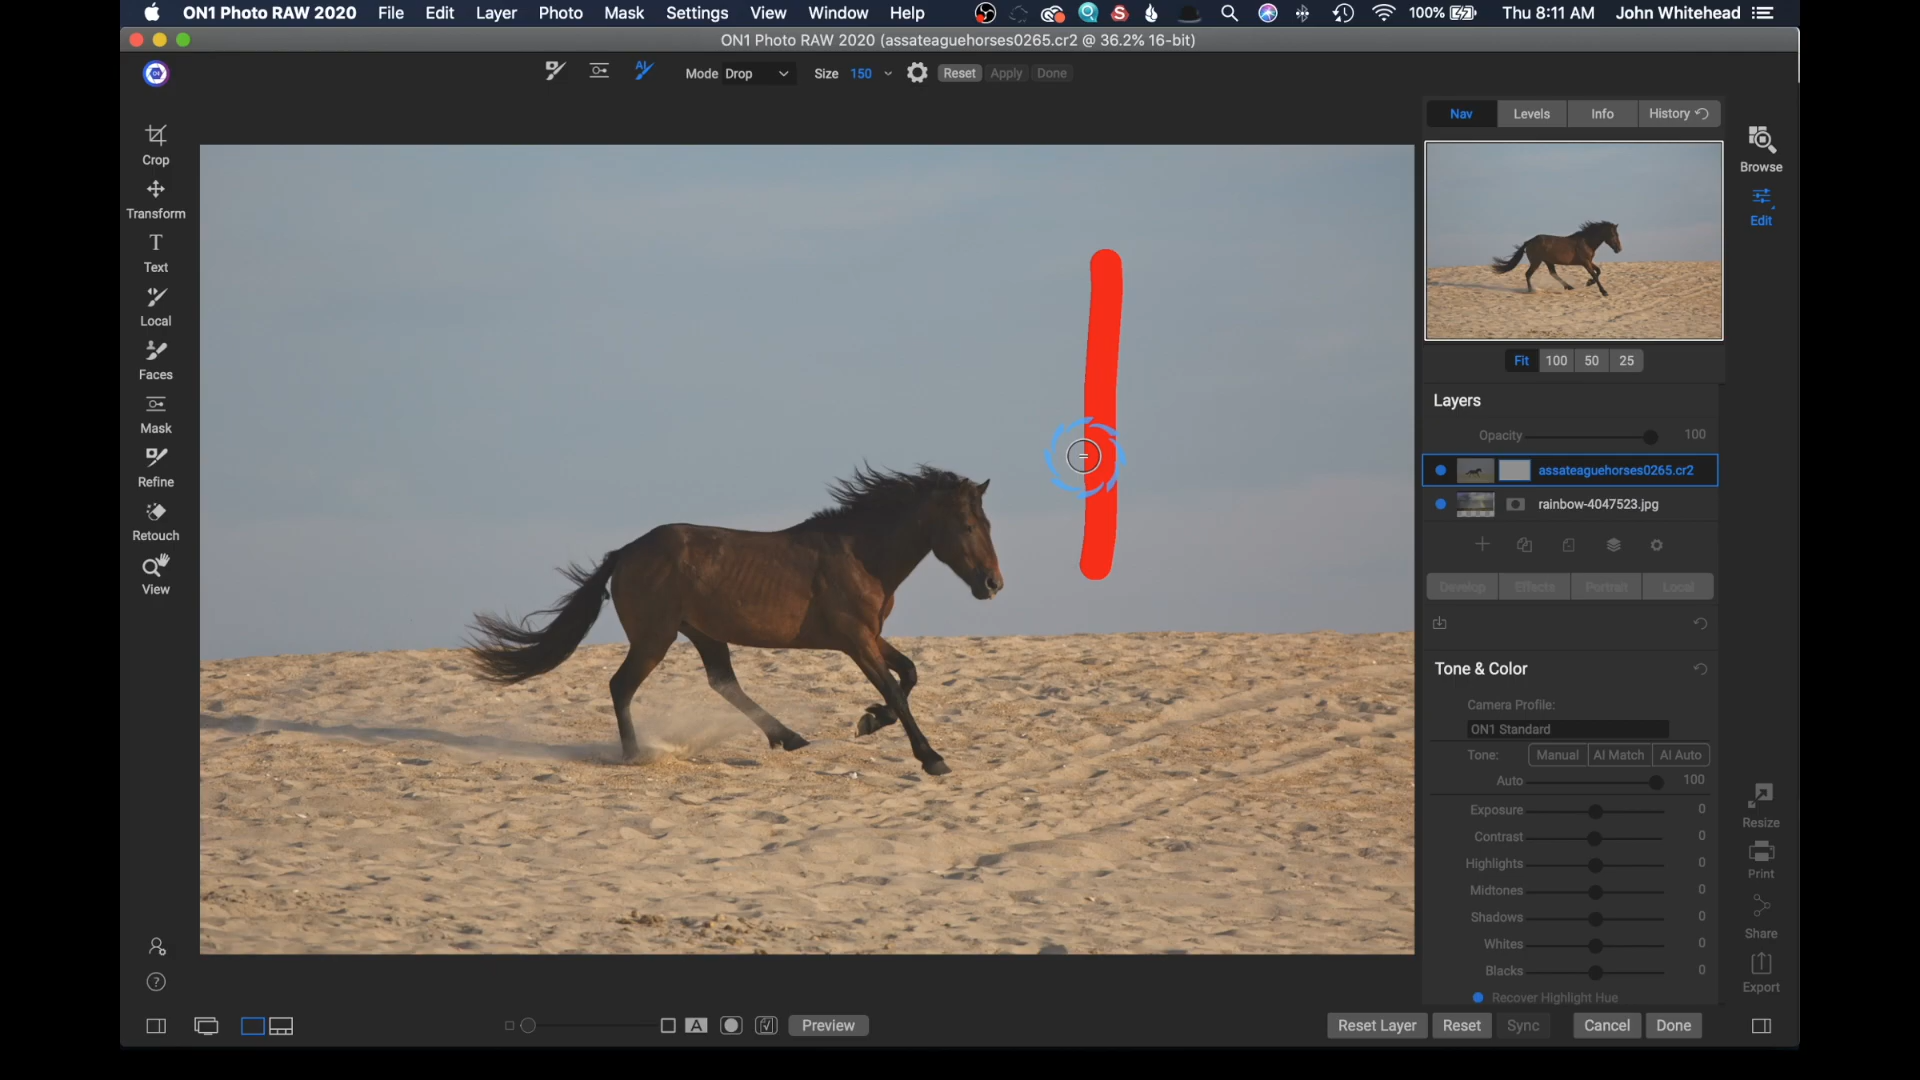 ON1 Photo RAW 2020 File Edit Layer Photo Mask Settings View Window Help 100% Thu 8:11 AM John Whitehead
ON1 Photo RAW 2020 (assateaguehorses0265.cr2 @ 36.2% 16-bit)
AI Mode Drop Size 150 Reset Apply Done
Nav Levels Info History
Crop
Transform
Text
Local
Faces
Mask
Refine
Retouch
View
Browse
Edit
Fit 100 50 25
Layers
Opacity 100
assateaguehorses0265.cr2
rainbow-4047523.jpg
Develop Effects Portrait Local
Tone & Color
Camera Profile:
ON1 Standard
Tone: Manual AI Match AI Auto
Auto 100
Exposure 0
Contrast 0
Highlights 0
Midtones 0
Shadows 0
Whites 0
Blacks 0
Recover Highlight Hue
Resize
Print
Share
Export
A Preview Reset Layer Reset Sync Cancel Done